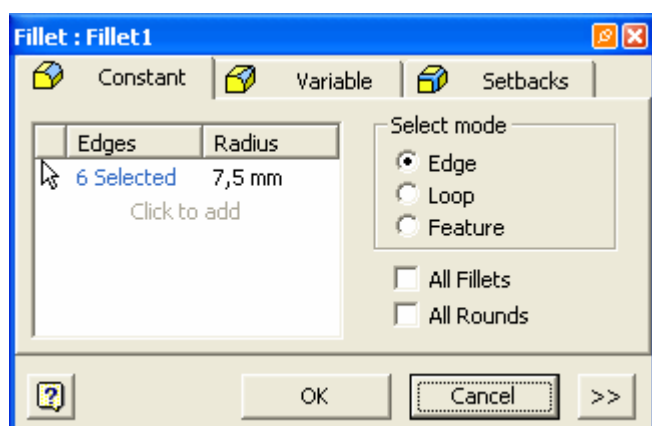 Fillet : Fillet1
Constant Variable Setbacks
Edges Radius
6 Selected 7,5 mm
Click to add
Select mode
Edge
Loop
Feature
All Fillets
All Rounds
? OK Cancel >>